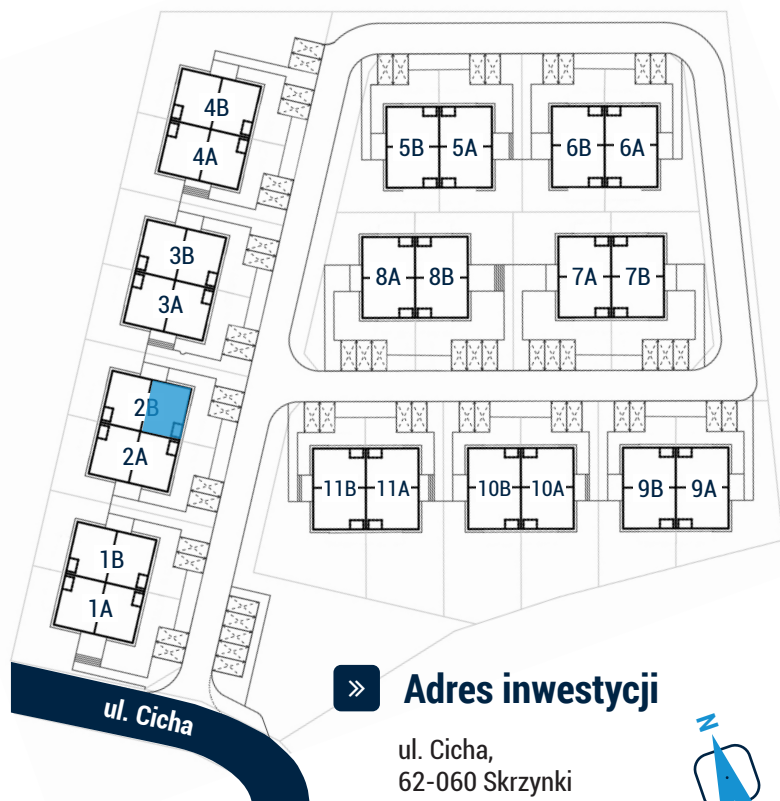 4B
4A
5B 5A
6B 6A
3B
3A
8A 8B
7A 7B
2B
2A
11B 11A
10B 10A
9B 9A
1B
1A
ul. Cicha
» Adres inwestycji
ul. Cicha,
62-060 Skrzynki
N